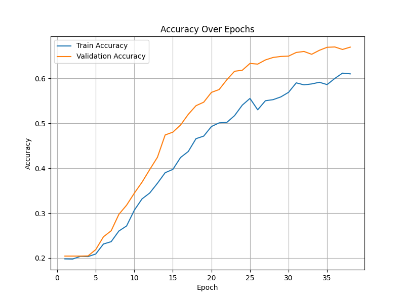 Accuracy Over Epochs
Train Accuracy
Validation Accuracy
Accuracy
0.6
0.5
0.4
0.3
0.2
0 5 10 15 20 25 30 35
Epoch